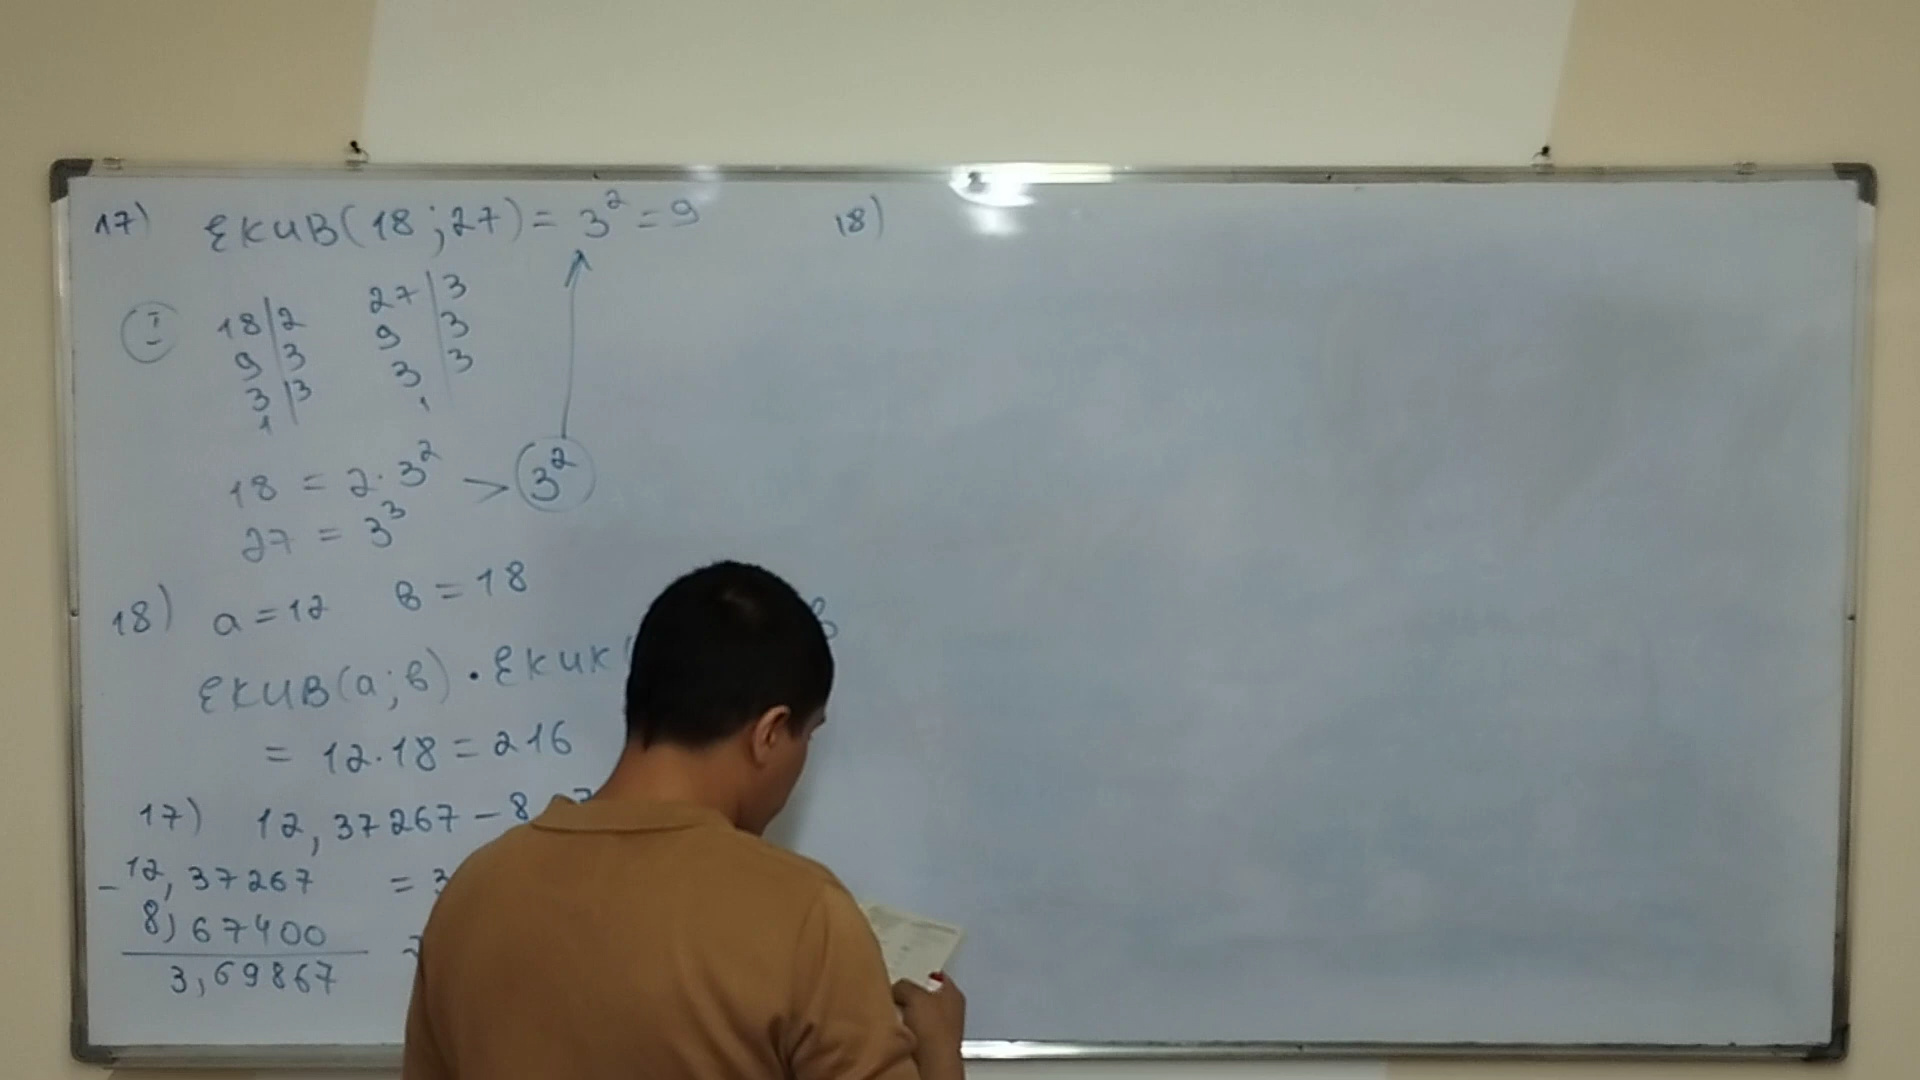 17) EKUB(18;27) = 3² = 9
I
18|2
9|3
3|3
1
27|3
9|3
3|3
1
18 = 2·3²
27 = 3³
> 3²
18) a = 12 b = 18
EKUB(a;b) · EKUK(
= 12·18 = 216
17) 12,37267 - 8
-12,37267 = 3
8,67400
3,69867
18)